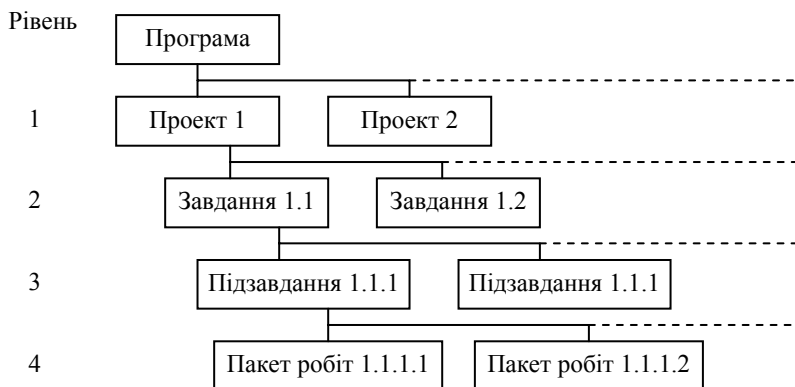 Рівень
Програма
1
Проект 1
Проект 2
2
Завдання 1.1
Завдання 1.2
3
Підзавдання 1.1.1
Підзавдання 1.1.1
4
Пакет робіт 1.1.1.1
Пакет робіт 1.1.1.2